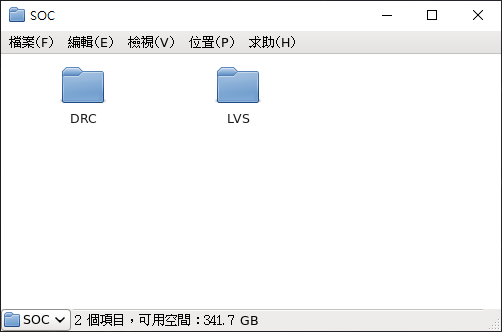 SOC
檔案(F) 編輯(E) 檢視(V) 位置(P) 求助(H)
DRC LVS
SOC 2 個項目，可用空間：341.7 GB